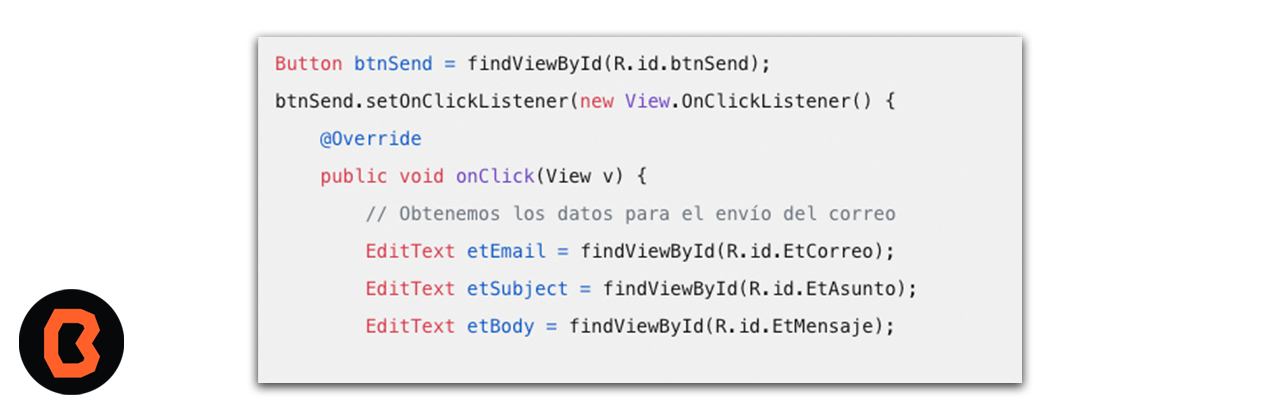 Button btnSend = findViewById(R.id.btnSend);
btnSend.setOnClickListener(new View.OnClickListener() {
@Override
public void onClick(View v) {
// Obtenemos los datos para el envío del correo
EditText etEmail = findViewById(R.id.EtCorreo);
EditText etSubject = findViewById(R.id.EtAsunto);
EditText etBody = findViewById(R.id.EtMensaje);